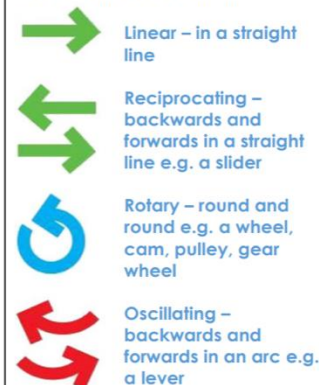 Linear – in a straight
line
Reciprocating –
backwards and
forwards in a straight
line e.g. a slider
Rotary – round and
round e.g. a wheel,
cam, pulley, gear
wheel
Oscillating –
backwards and
forwards in an arc e.g.
a lever